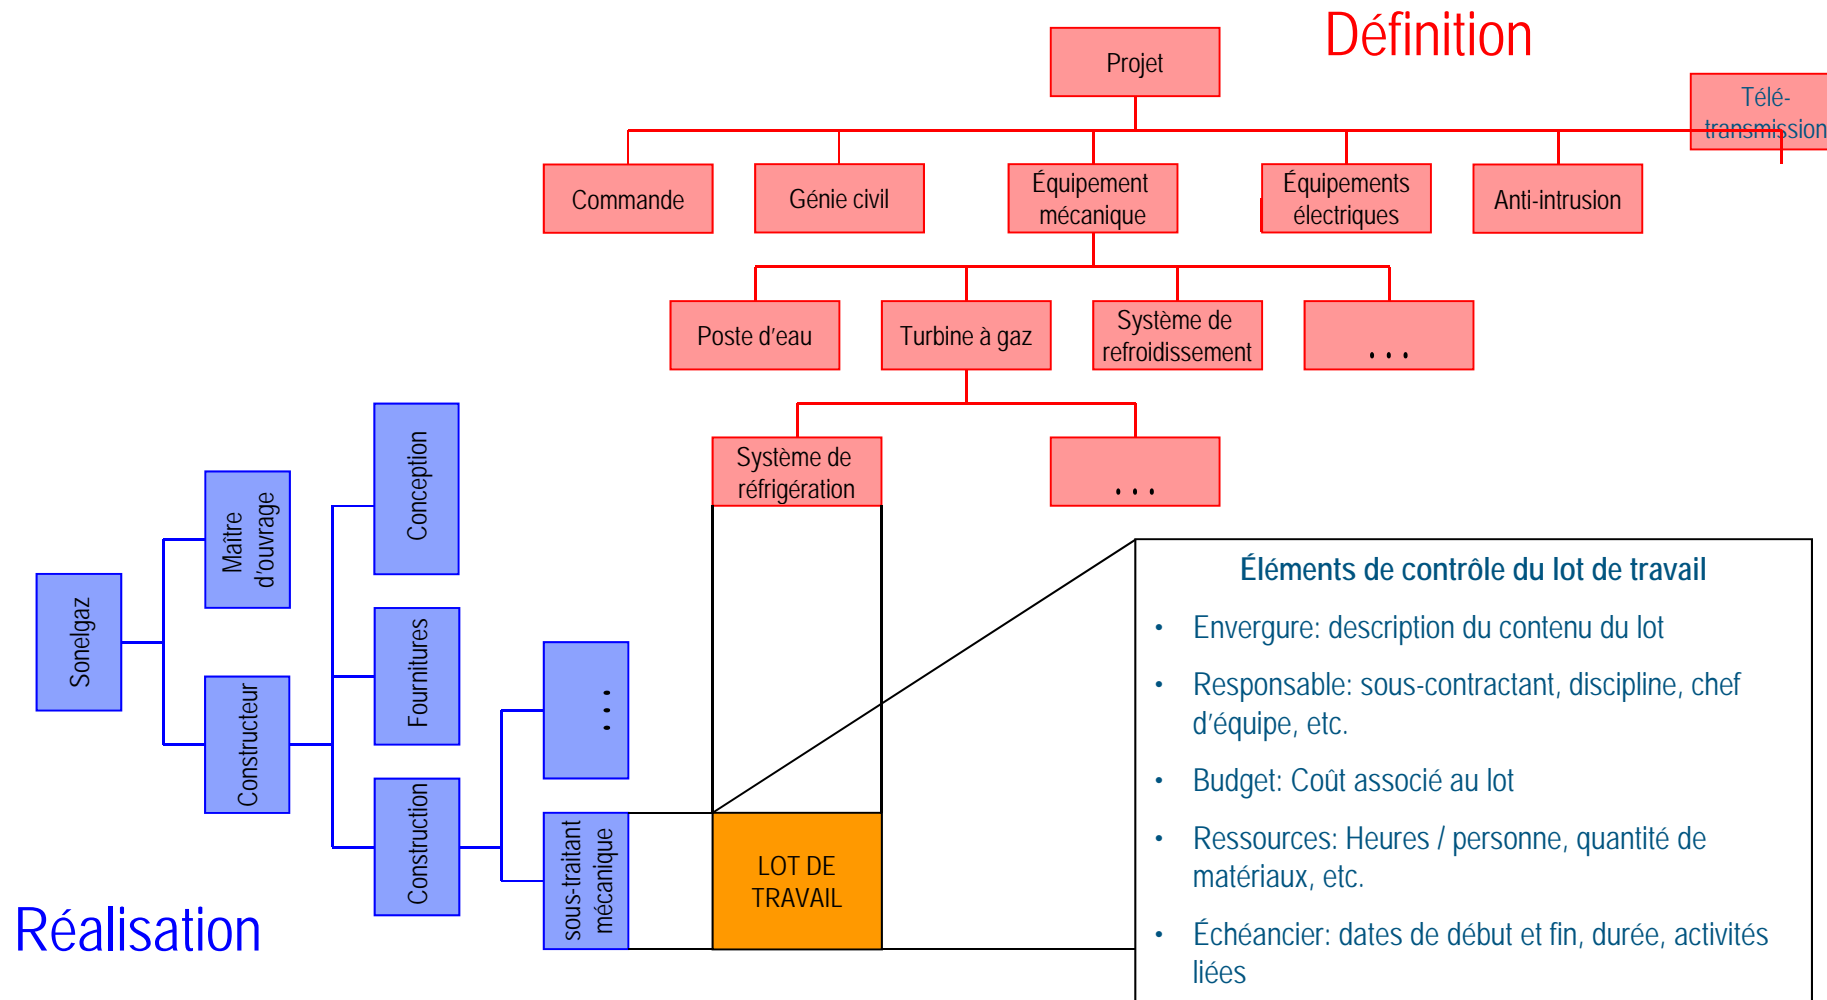 Définition
Projet
Télé-
transmission
Commande
Génie civil
Équipement
mécanique
Équipements
électriques
Anti-intrusion
Poste d'eau
Turbine à gaz
Système de
refroidissement
...
Système de
réfrigération
...
Sonelgaz
Maître
d'ouvrage
Constructeur
Conception
Fournitures
Construction
...
sous-traitant
mécanique
LOT DE
TRAVAIL
Réalisation
Éléments de contrôle du lot de travail
• Envergure: description du contenu du lot
• Responsable: sous-contractant, discipline, chef
d'équipe, etc.
• Budget: Coût associé au lot
• Ressources: Heures / personne, quantité de
matériaux, etc.
• Échéancier: dates de début et fin, durée, activités
liées